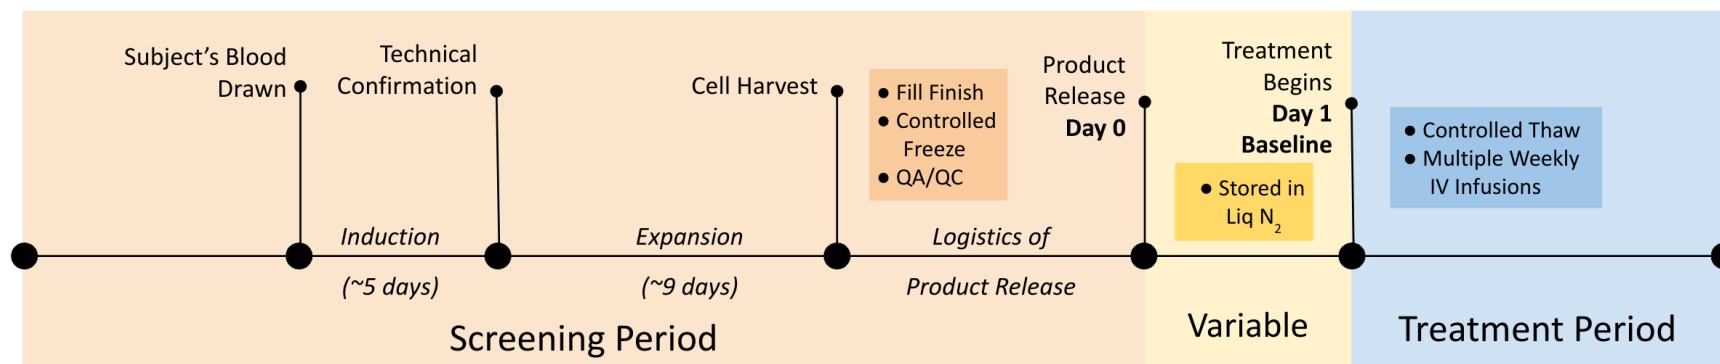 Subject’s Blood
Drawn
Technical
Confirmation
Cell Harvest
● Fill Finish
● Controlled
Freeze
● QA/QC
Product
Release
Day 0
Treatment
Begins
Day 1
Baseline
● Stored in
Liq N₂
● Controlled Thaw
● Multiple Weekly
IV Infusions
Induction
(~5 days)
Expansion
(~9 days)
Logistics of
Product Release
Screening Period
Variable
Treatment Period